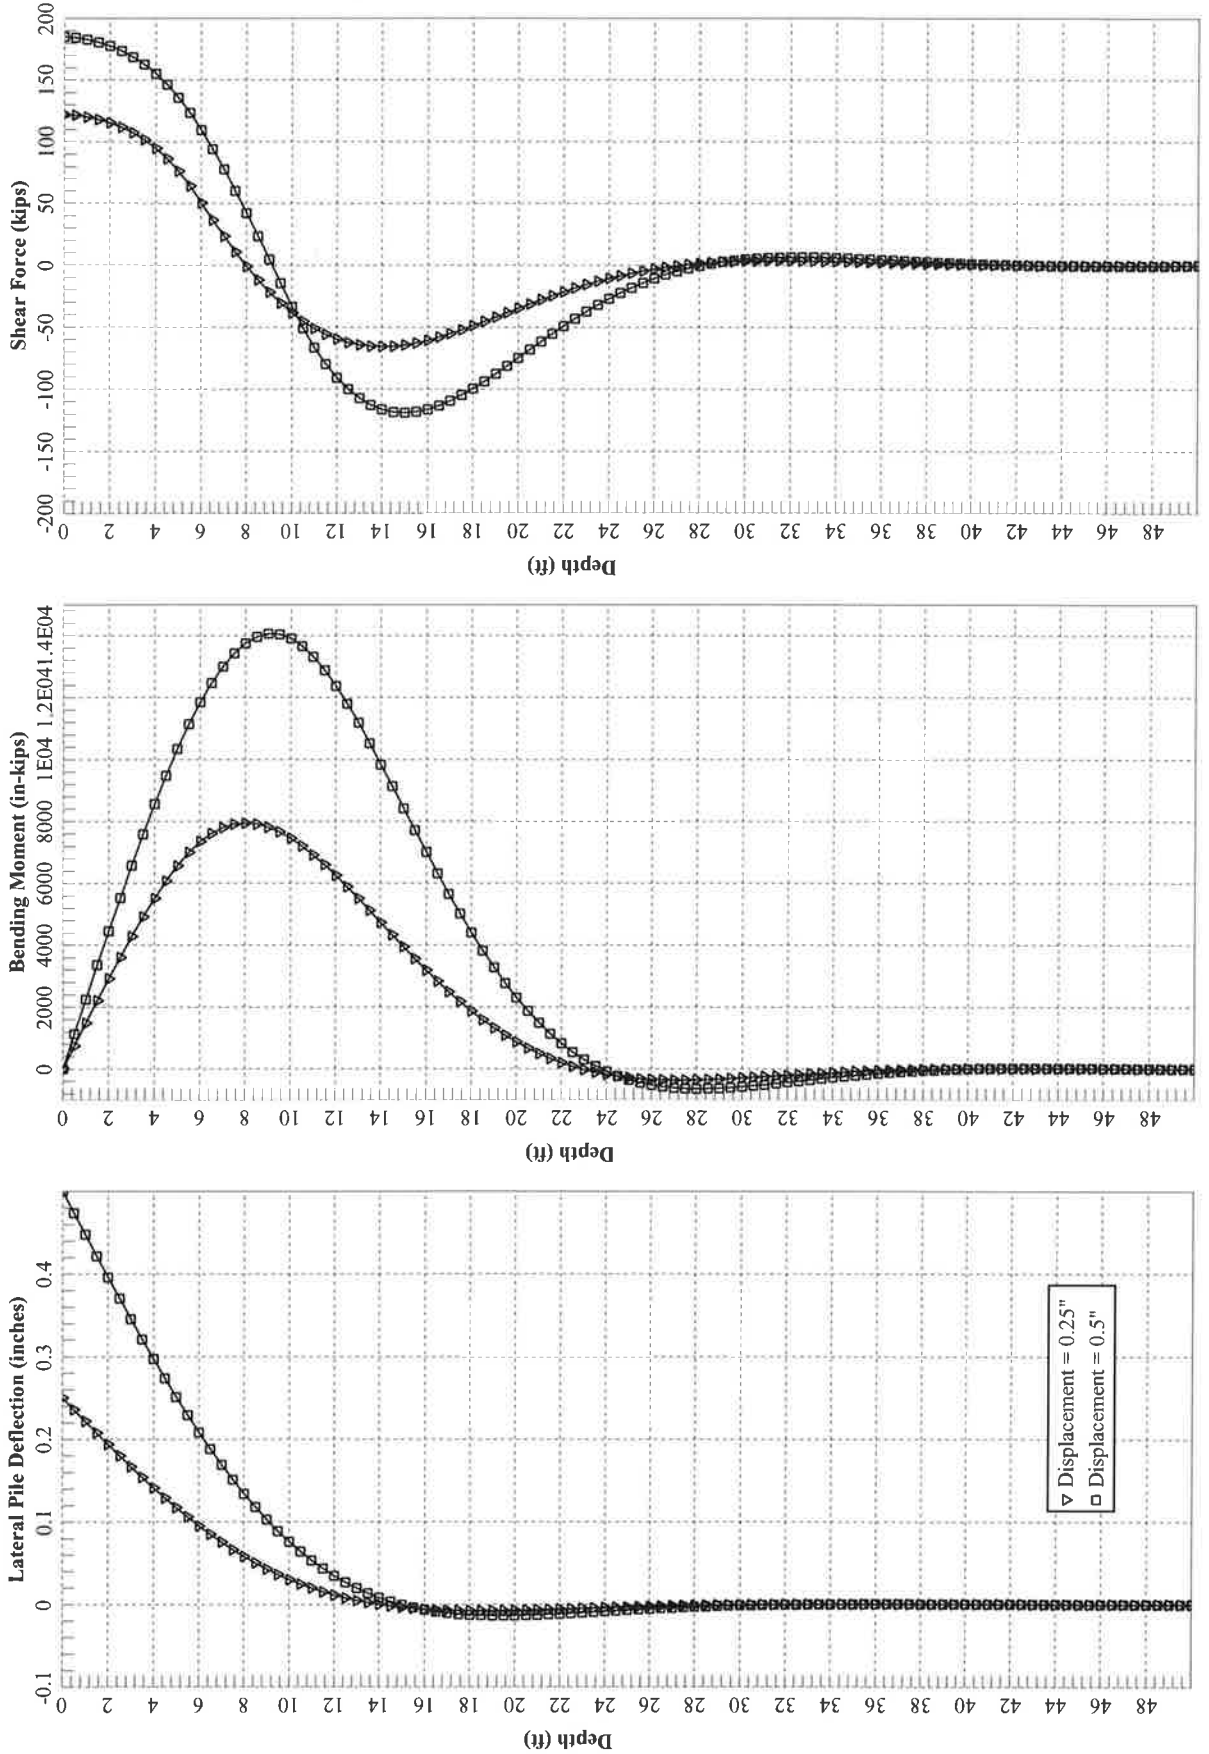 Shear Force (kips)
-200 -150 -100 -50 0 50 100 150 200
0 2 4 6 8 10 12 14 16 18 20 22 24 26 28 30 32 34 36 38 40 42 44 46 48
Depth (ft)
Bending Moment (in-kips)
0 2000 4000 6000 8000 1E04 1.2E04 1.4E04
0 2 4 6 8 10 12 14 16 18 20 22 24 26 28 30 32 34 36 38 40 42 44 46 48
Depth (ft)
Lateral Pile Deflection (inches)
-0.1 0 0.1 0.2 0.3 0.4
0 2 4 6 8 10 12 14 16 18 20 22 24 26 28 30 32 34 36 38 40 42 44 46 48
Depth (ft)
Displacement = 0.25"
Displacement = 0.5"